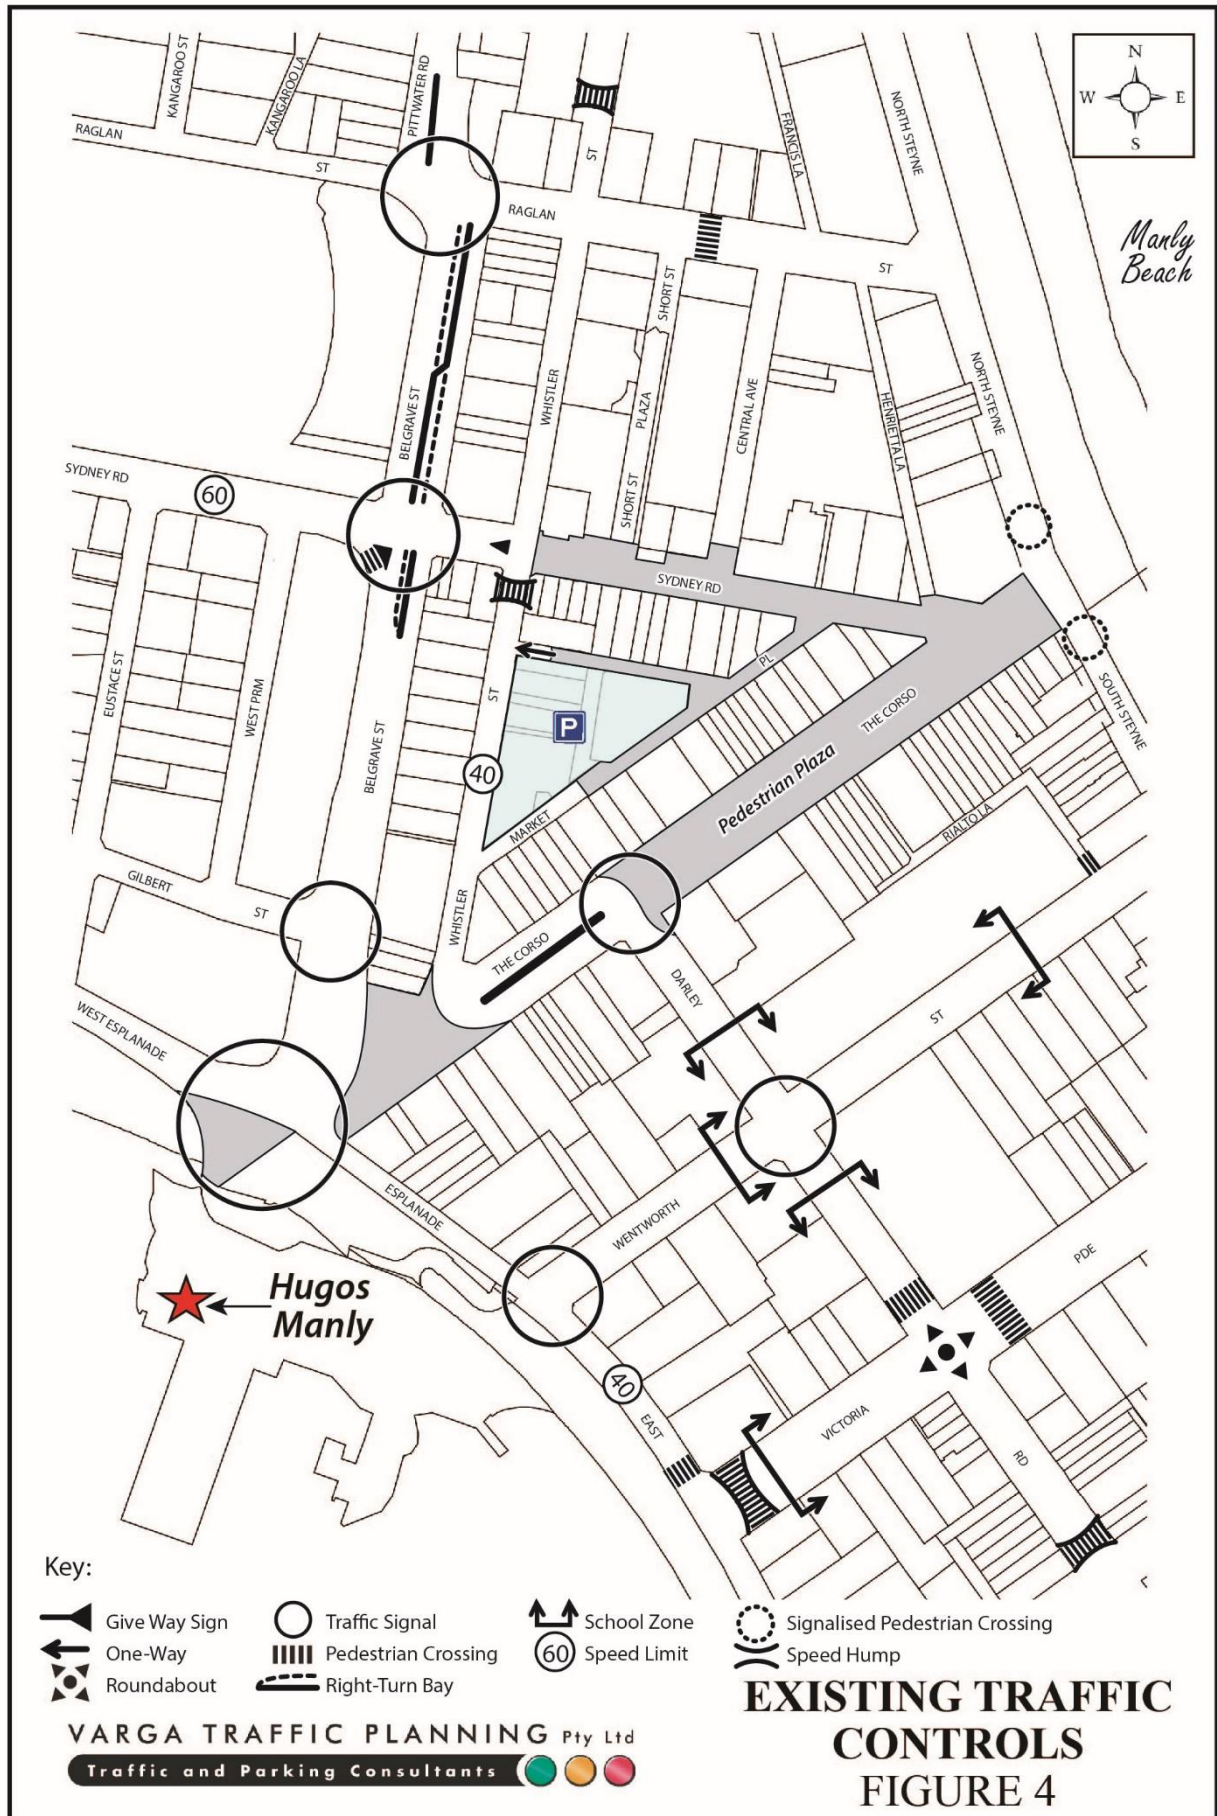 KANGAROO ST
KANGAROO LA
PITTWATER RD
N
W E
S
RAGLAN
ST
ST
FRANCIS LA
NORTH STEYNE
RAGLAN
Manly
Beach
ST
SHORT ST
WHISTLER
PLAZA
CENTRAL AVE
HENRIETTA LA
NORTH STEYNE
BELGRAVE ST
SYDNEY RD
60
SHORT ST
SYDNEY RD
EUSTACE ST
WEST PRM
BELGRAVE ST
ST
P
PL
THE CORSO
SOUTH STEYNE
40
Pedestrian Plaza
MARKET
RIALTO LA
GILBERT
ST
WHISTLER
THE CORSO
DARLEY
ST
WEST ESPLANADE
ESPLANADE
WENTWORTH
PDE
Hugos
Manly
40
EAST
VICTORIA
RD
Key:
Give Way Sign
Traffic Signal
School Zone
Signalised Pedestrian Crossing
One-Way
Pedestrian Crossing
60
Speed Limit
Speed Hump
Roundabout
Right-Turn Bay
EXISTING TRAFFIC
CONTROLS
FIGURE 4
VARGA TRAFFIC PLANNING Pty Ltd
Traffic and Parking Consultants